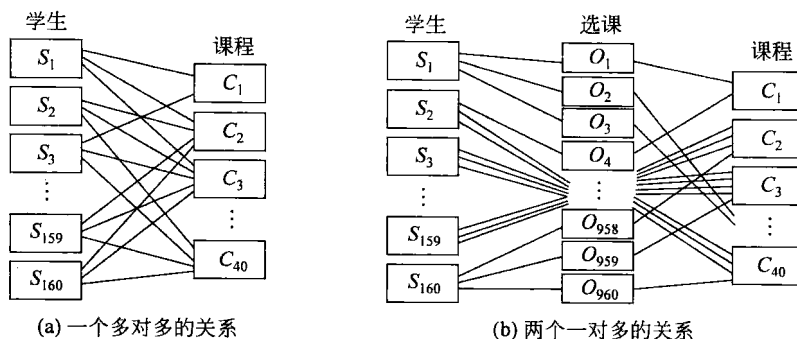 学生
课程
S₁
S₂
S₃
⋮
S₁₅₉
S₁₆₀
C₁
C₂
C₃
⋮
C₄₀
(a) 一个多对多的关系
学生
选课
课程
S₁
S₂
S₃
⋮
S₁₅₉
S₁₆₀
O₁
O₂
O₃
O₄
⋮
O₉₅₈
O₉₅₉
O₉₆₀
C₁
C₂
C₃
⋮
C₄₀
(b) 两个一对多的关系